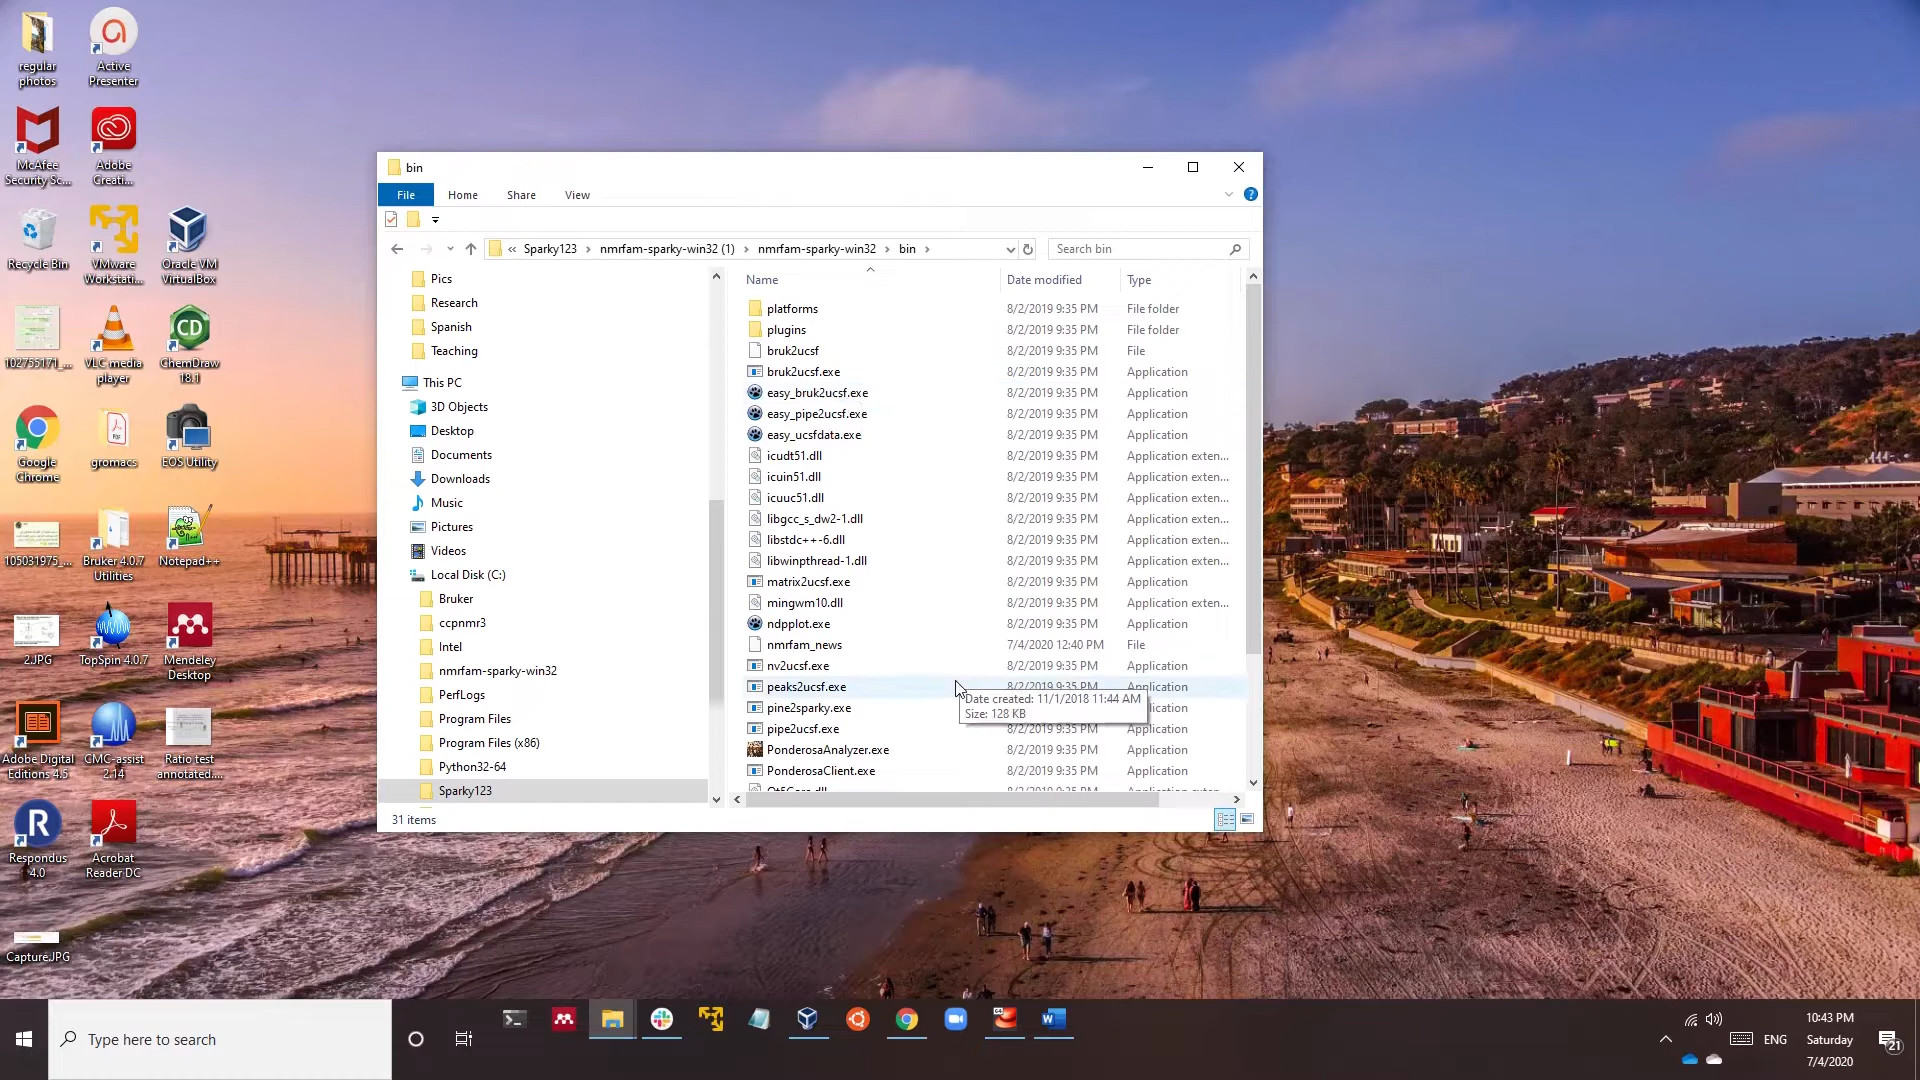 regular
photos
Active
Presenter
McAfee
Security Sc...
Adobe
Creati...
Recycle Bin
VMware
Workstati...
Oracle VM
VirtualBox
102755171_...
VLC media
player
CD
ChemDraw
18.1
Google
Chrome
PDF
gromacs
EOS Utility
105031975_...
Bruker 4.0.7
Utilities
Notepad++
2.JPG
TopSpin 4.0.7
Mendeley
Desktop
Adobe Digital
Editions 4.5
CMC-assist
2.14
Ratio test
annotated....
R
Respondus
4.0
Acrobat
Reader DC
Capture.JPG
bin
File
Home
Share
View
« Sparky123 > nmrfam-sparky-win32 (1) > nmrfam-sparky-win32 > bin >
Search bin
Pics
Research
Spanish
Teaching
This PC
3D Objects
Desktop
Documents
Downloads
Music
Pictures
Videos
Local Disk (C:)
Bruker
ccpnmr3
Intel
nmrfam-sparky-win32
PerfLogs
Program Files
Program Files (x86)
Python32-64
Sparky123
Name Date modified Type
platforms 8/2/2019 9:35 PM File folder
plugins 8/2/2019 9:35 PM File folder
bruk2ucsf 8/2/2019 9:35 PM File
bruk2ucsf.exe 8/2/2019 9:35 PM Application
easy_bruk2ucsf.exe 8/2/2019 9:35 PM Application
easy_pipe2ucsf.exe 8/2/2019 9:35 PM Application
easy_ucsfdata.exe 8/2/2019 9:35 PM Application
icudt51.dll 8/2/2019 9:35 PM Application exten...
icuin51.dll 8/2/2019 9:35 PM Application exten...
icuuc51.dll 8/2/2019 9:35 PM Application exten...
libgcc_s_dw2-1.dll 8/2/2019 9:35 PM Application exten...
libstdc++-6.dll 8/2/2019 9:35 PM Application exten...
libwinpthread-1.dll 8/2/2019 9:35 PM Application exten...
matrix2ucsf.exe 8/2/2019 9:35 PM Application
mingwm10.dll 8/2/2019 9:35 PM Application exten...
ndpplot.exe 8/2/2019 9:35 PM Application
nmrfam_news 7/4/2020 12:40 PM File
nv2ucsf.exe 8/2/2019 9:35 PM Application
peaks2ucsf.exe 8/2/2019 9:35 PM Application
Date created: 11/1/2018 11:44 AM
Size: 128 KB
pine2sparky.exe
pipe2ucsf.exe 8/2/2019 9:35 PM Application
PonderosaAnalyzer.exe 8/2/2019 9:35 PM Application
PonderosaClient.exe 8/2/2019 9:35 PM Application
31 items
Type here to search
ENG
10:43 PM
Saturday
7/4/2020
21